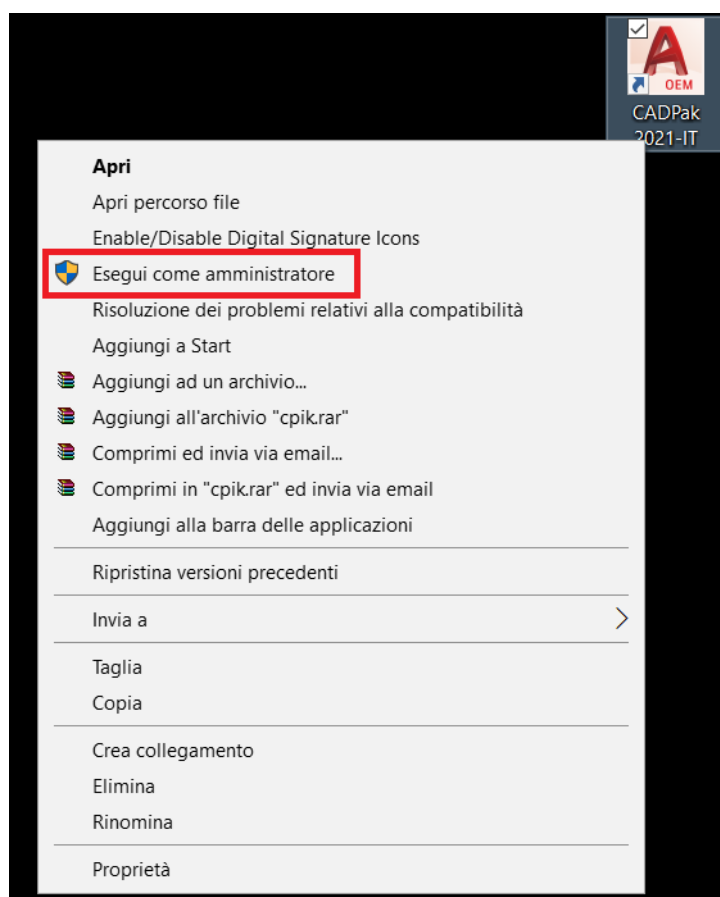 OEM
CADPak
2021-IT
Apri
Apri percorso file
Enable/Disable Digital Signature Icons
Esegui come amministratore
Risoluzione dei problemi relativi alla compatibilità
Aggiungi a Start
Aggiungi ad un archivio...
Aggiungi all'archivio "cpik.rar"
Comprimi ed invia via email...
Comprimi in "cpik.rar" ed invia via email
Aggiungi alla barra delle applicazioni
Ripristina versioni precedenti
Invia a
Taglia
Copia
Crea collegamento
Elimina
Rinomina
Proprietà